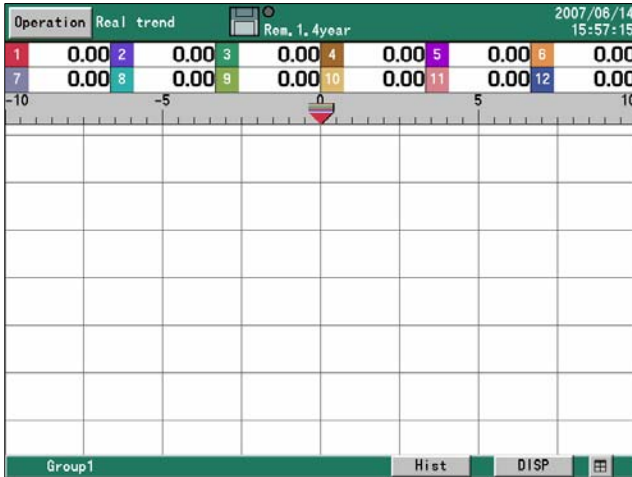 Operation Real trend Rem.1.4year 2007/06/14
15:57:15
1 0.00 2 0.00 3 0.00 4 0.00 5 0.00 6 0.00
7 0.00 8 0.00 9 0.00 10 0.00 11 0.00 12 0.00
-10 -5 0 5 10
Group1 Hist DISP